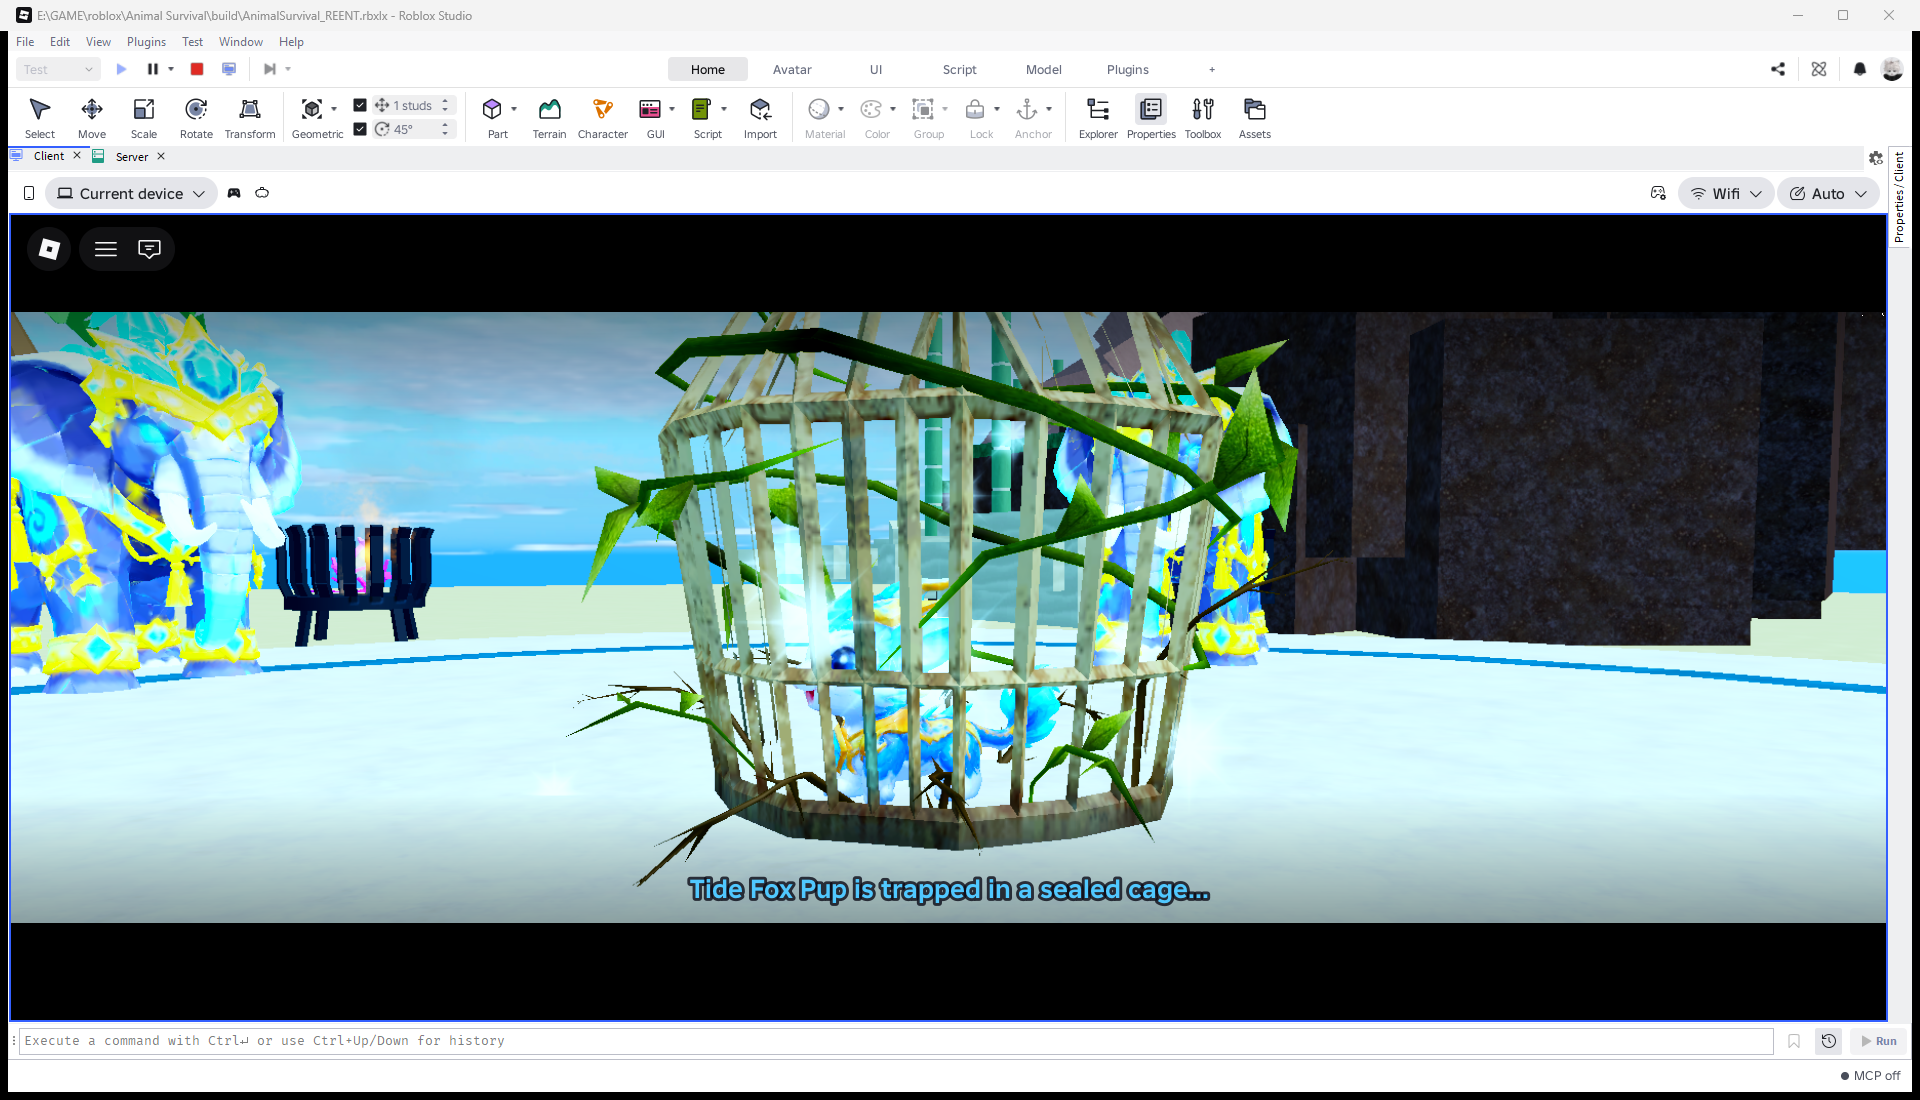 E:\GAME\roblox\Animal Survival\build\AnimalSurvival_REENT.rbxlx - Roblox Studio
File Edit View Plugins Test Window Help
Test Home Avatar UI Script Model Plugins +
1 studs
45°
Select Move Scale Rotate Transform Geometric Part Terrain Character GUI Script Import Material Color Group Lock Anchor Explorer Properties Toolbox Assets
Client Server
Properties / Client
Current device Wifi Auto
Tide Fox Pup is trapped in a sealed cage...
Execute a command with Ctrl↵ or use Ctrl+Up/Down for history Run
MCP off